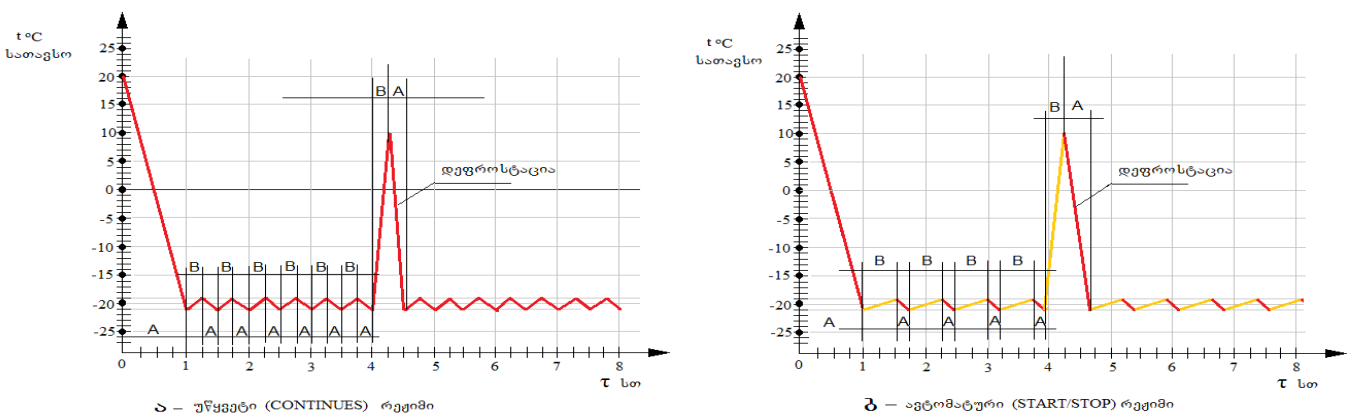 t °C
სათავსო
25
20
15
10
5
0
-5
-10
-15
-20
-25
B A
დეფროსტაცია
B B B B B B
A A A A A A A
0 1 2 3 4 5 6 7 8
τ სთ
ა – უწყვეტი (CONTINUES) რეჟიმი
t °C
სათავსო
25
20
15
10
5
0
-5
-10
-15
-20
-25
B A
დეფროსტაცია
B B B B
A A A A A
0 1 2 3 4 5 6 7 8
τ სთ
ბ – ავტომატური (START/STOP) რეჟიმი